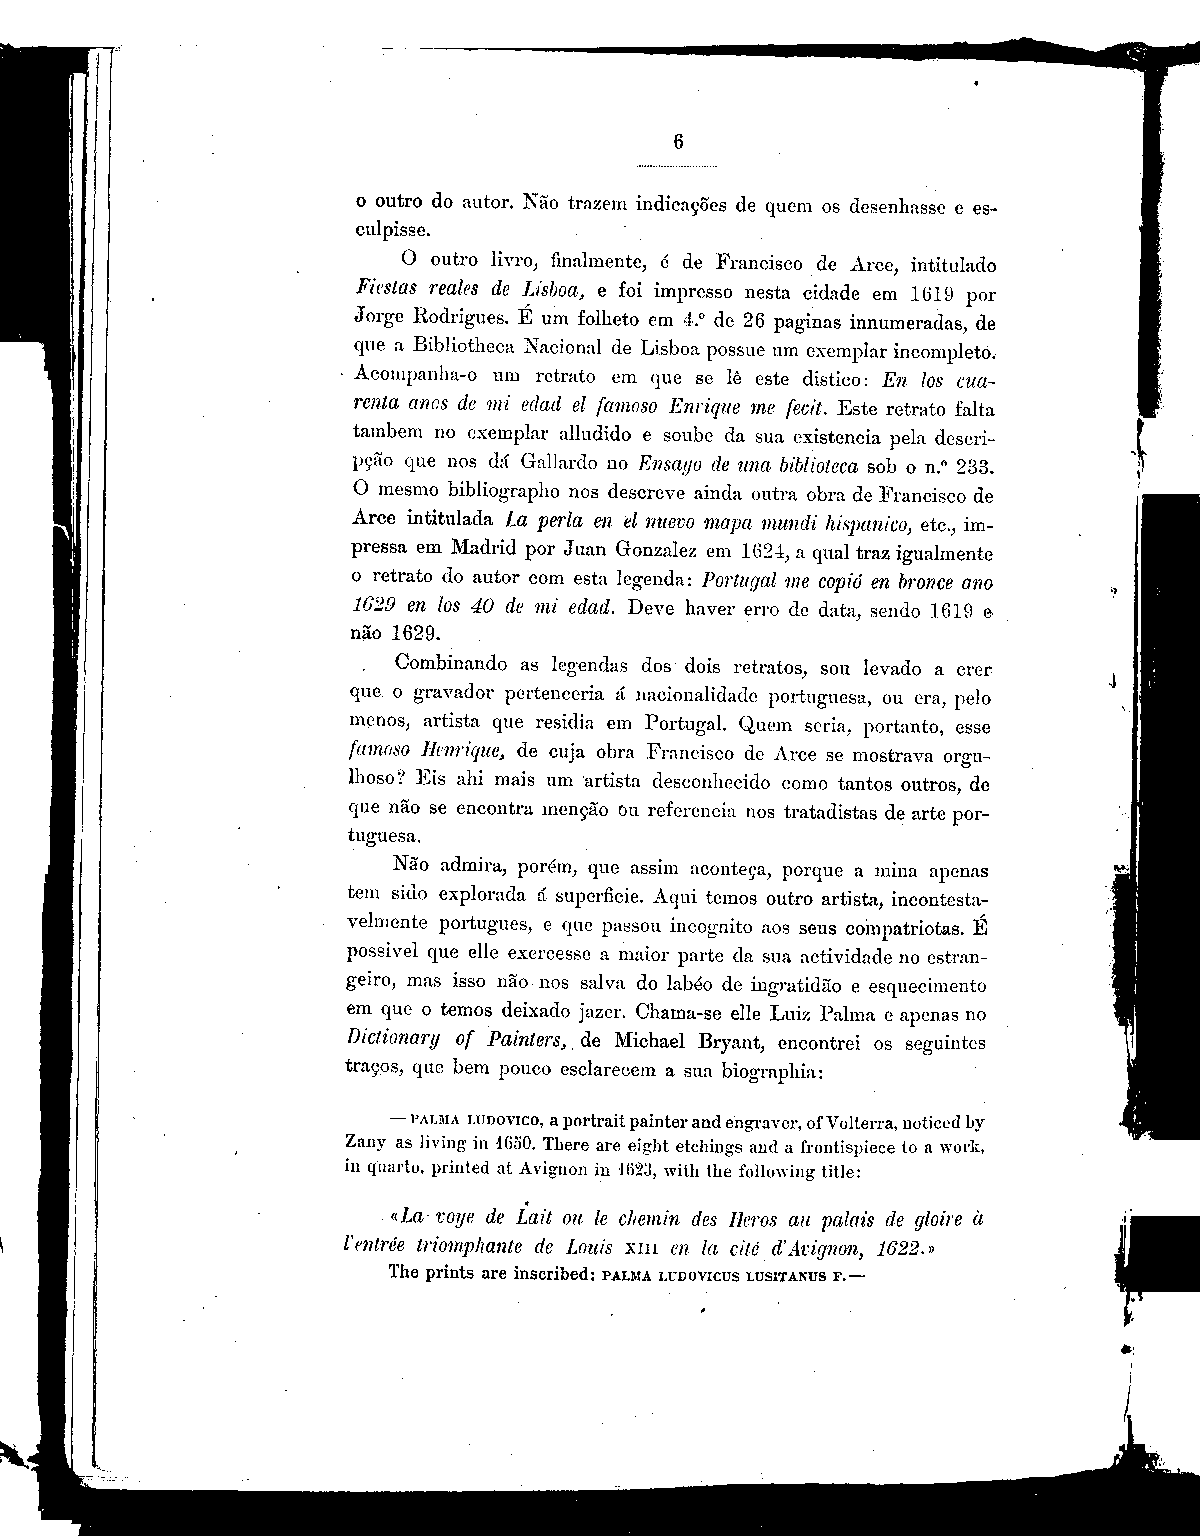 6
o outro do autor. Não trazem indicações de quem os desenhasse e es-
culpisse.
O outro livro, finalmente, é de Francisco de Arce, intitulado
Fiestas reales de Lisboa, e foi impresso nesta cidade em 1619 por
Jorge Rodrigues. É um folheto em 4.º de 26 paginas innumeradas, de
que a Bibliotheca Nacional de Lisboa possue um exemplar incompleto.
Acompanha-o um retrato em que se lê este distico: En los cua-
renta anos de mi edad el famoso Enrique me fecit. Este retrato falta
tambem no exemplar alludido e soube da sua existencia pela descri-
pção que nos dá Gallardo no Ensayo de una biblioteca sob o n.º 233.
O mesmo bibliographo nos descreve ainda outra obra de Francisco de
Arce intitulada La perla en el nuevo mapa mundi hispanico, etc., im-
pressa em Madrid por Juan Gonzalez em 1624, a qual traz igualmente
o retrato do autor com esta legenda: Portugal me copió en bronce ano
1629 en los 40 de mi edad. Deve haver erro de data, sendo 1619 e
não 1629.
Combinando as legendas dos dois retratos, sou levado a crer
que o gravador pertenceria á nacionalidade portuguesa, ou era, pelo
menos, artista que residia em Portugal. Quem seria, portanto, esse
famoso Henrique, de cuja obra Francisco de Arce se mostrava orgu-
lhoso? Eis ahi mais um artista desconhecido como tantos outros, de
que não se encontra menção ou referencia nos tratadistas de arte por-
tuguesa.
Não admira, porém, que assim aconteça, porque a mina apenas
tem sido explorada á superficie. Aqui temos outro artista, incontesta-
velmente portugues, e que passou incognito aos seus compatriotas. É
possivel que elle exercesse a maior parte da sua actividade no estran-
geiro, mas isso não nos salva do labéo de ingratidão e esquecimento
em que o temos deixado jazer. Chama-se elle Luiz Palma e apenas no
Dictionary of Painters, de Michael Bryant, encontrei os seguintes
traços, que bem pouco esclarecem a sua biographia:
— PALMA LUDOVICO, a portrait painter and engraver, of Volterra, noticed by
Zany as living in 1650. There are eight etchings and a frontispiece to a work,
in quarto, printed at Avignon in 1623, with the following title:
«La voye de Lait ou le chemin des Heros au palais de gloire à
l'entrée triomphante de Louis XIII en la cité d'Avignon, 1622.»
The prints are inscribed: PALMA LUDOVICUS LUSITANUS F.—